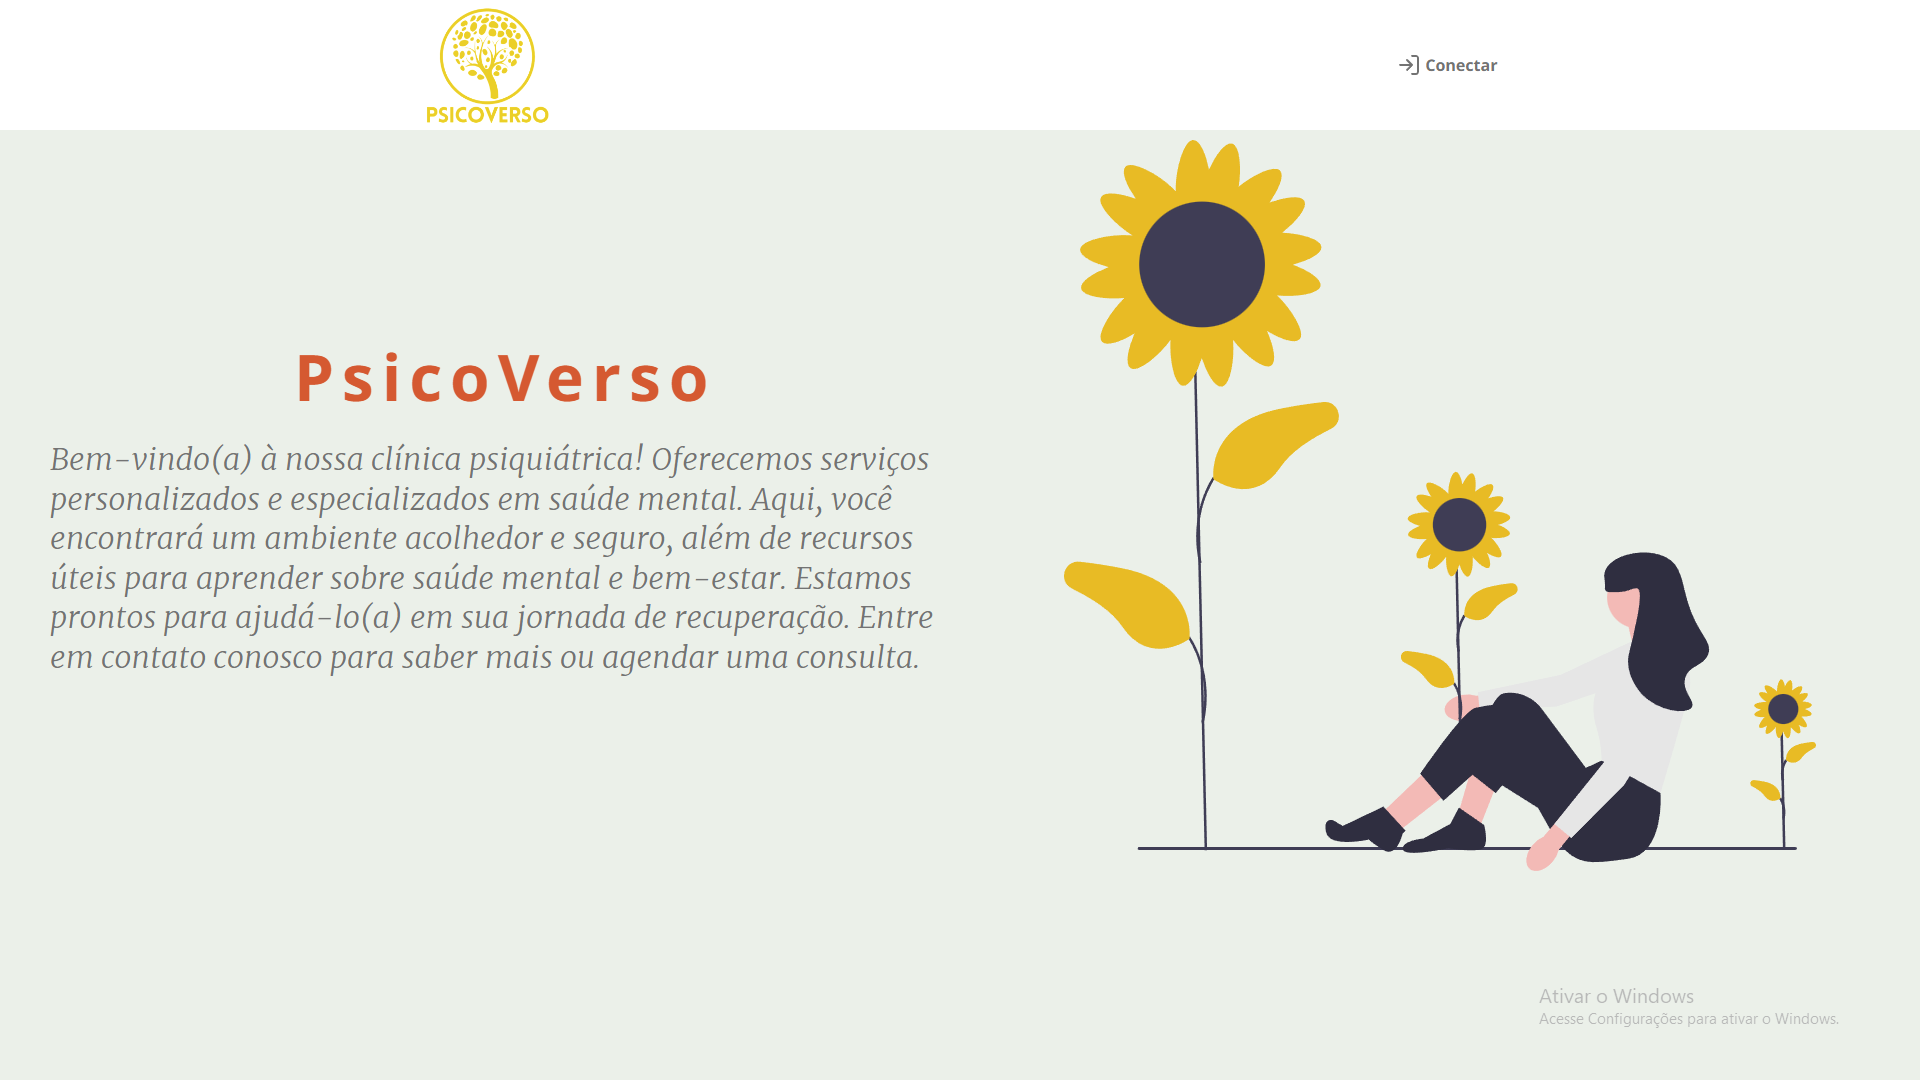 PSICOVERSO
Conectar
PsicoVerso
Bem-vindo(a) à nossa clínica psiquiátrica! Oferecemos serviços
personalizados e especializados em saúde mental. Aqui, você
encontrará um ambiente acolhedor e seguro, além de recursos
úteis para aprender sobre saúde mental e bem-estar. Estamos
prontos para ajudá-lo(a) em sua jornada de recuperação. Entre
em contato conosco para saber mais ou agendar uma consulta.
Ativar o Windows
Acesse Configurações para ativar o Windows.